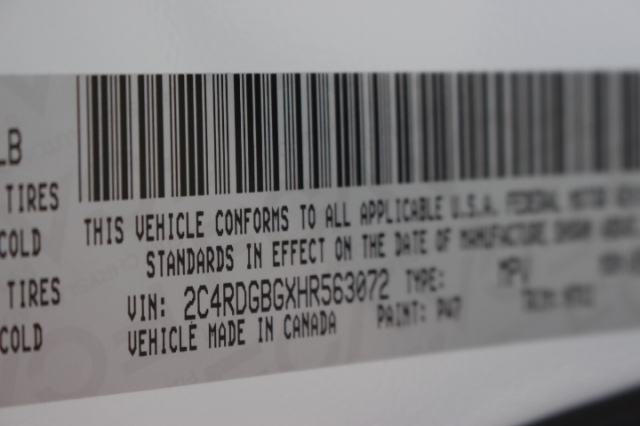 LB
TIRES
COLD
TIRES
COLD
THIS VEHICLE CONFORMS TO ALL APPLICABLE U.S.A. FEDERAL MOTOR
STANDARDS IN EFFECT ON THE DATE OF MANUFACTURE SHOWN ABOVE
VIN: 2C4RDGBGXHR563072 TYPE: MPV
VEHICLE MADE IN CANADA PAINT: PW7